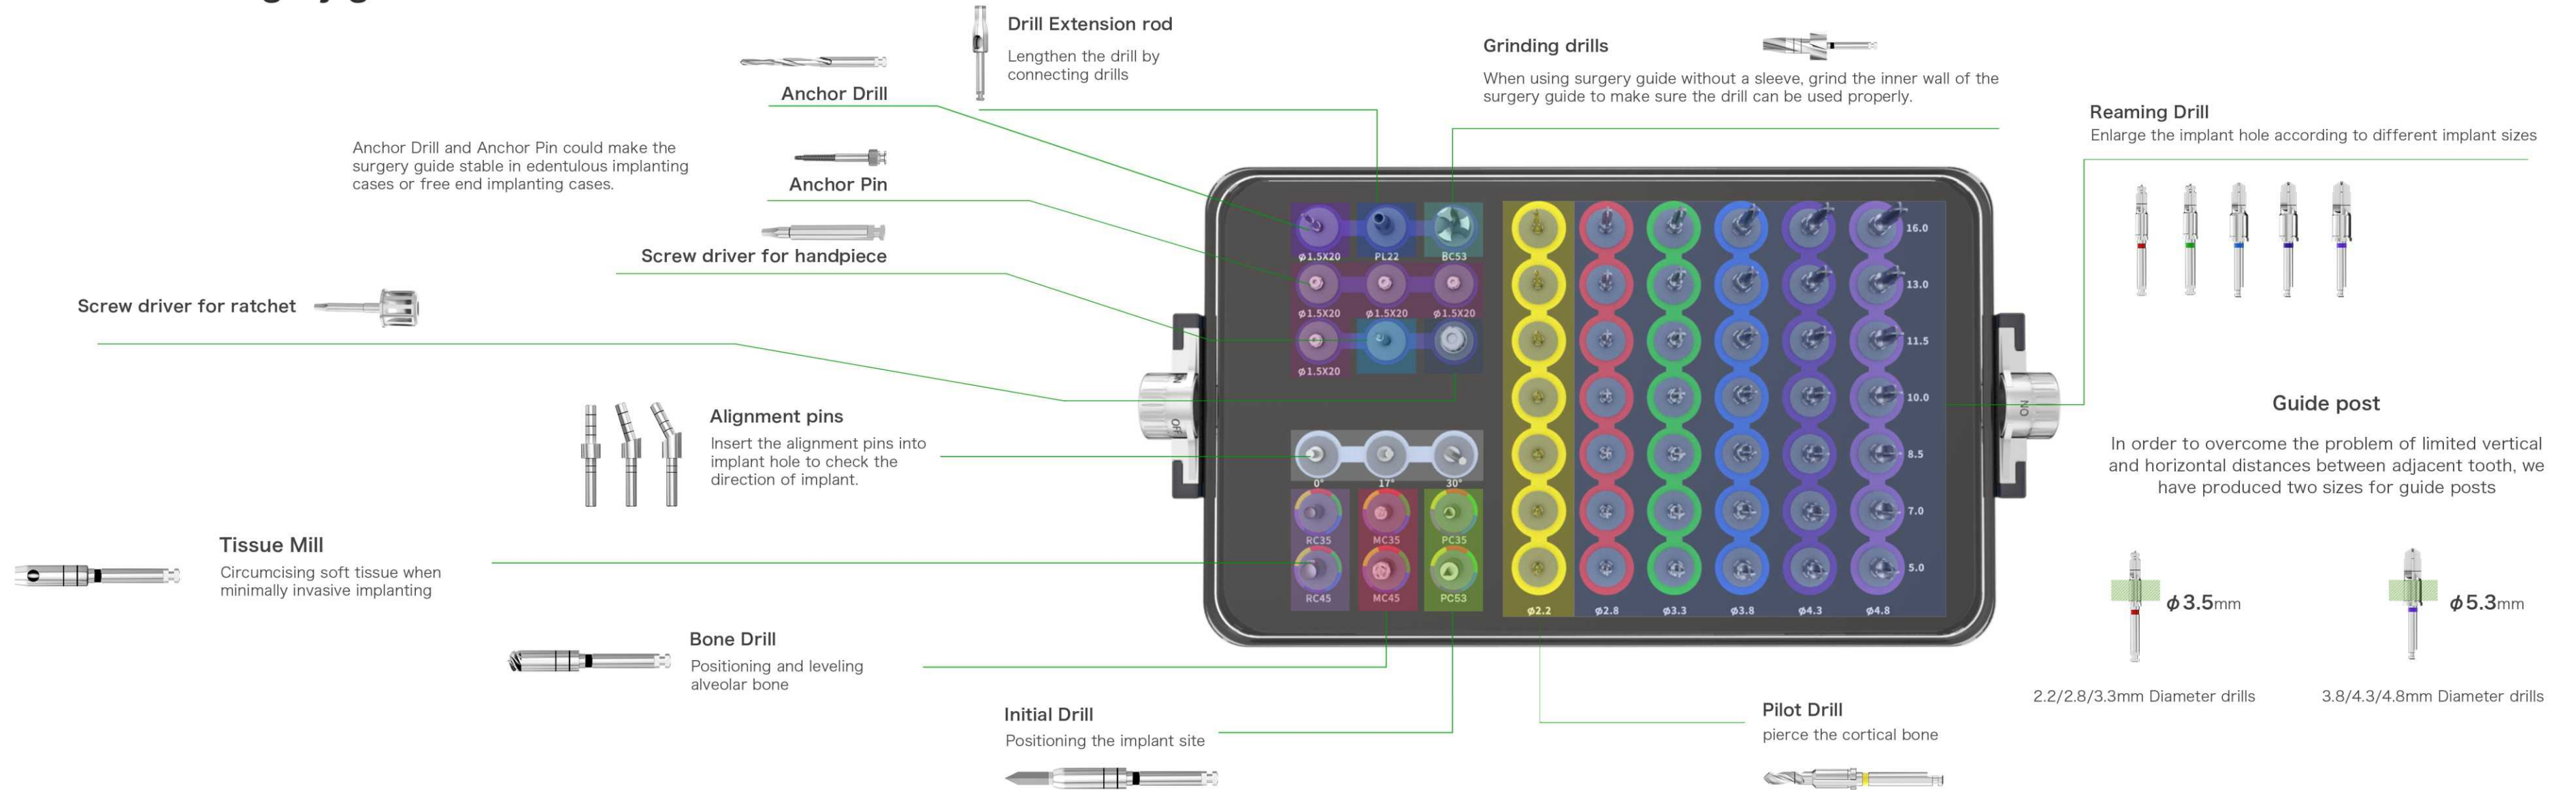 Drill Extension rod
Lengthen the drill by
connecting drills
Anchor Drill
Anchor Drill and Anchor Pin could make the
surgery guide stable in edentulous implanting
cases or free end implanting cases.
Anchor Pin
Screw driver for handpiece
Screw driver for ratchet
Grinding drills
When using surgery guide without a sleeve, grind the inner wall of the
surgery guide to make sure the drill can be used properly.
Reaming Drill
Enlarge the implant hole according to different implant sizes
φ1.5X20 PL22 BC53
φ1.5X20 φ1.5X20 φ1.5X20
φ1.5X20
0° 17° 30°
RC35 MC35 PC35
RC45 MC45 PC53
16.0
13.0
11.5
10.0
8.5
7.0
5.0
φ2.2 φ2.8 φ3.3 φ3.8 φ4.3 φ4.8
NO
Alignment pins
Insert the alignment pins into
implant hole to check the
direction of implant.
Tissue Mill
Circumcising soft tissue when
minimally invasive implanting
Bone Drill
Positioning and leveling
alveolar bone
Initial Drill
Positioning the implant site
Pilot Drill
pierce the cortical bone
Guide post
In order to overcome the problem of limited vertical
and horizontal distances between adjacent tooth, we
have produced two sizes for guide posts
φ3.5mm φ5.3mm
2.2/2.8/3.3mm Diameter drills 3.8/4.3/4.8mm Diameter drills